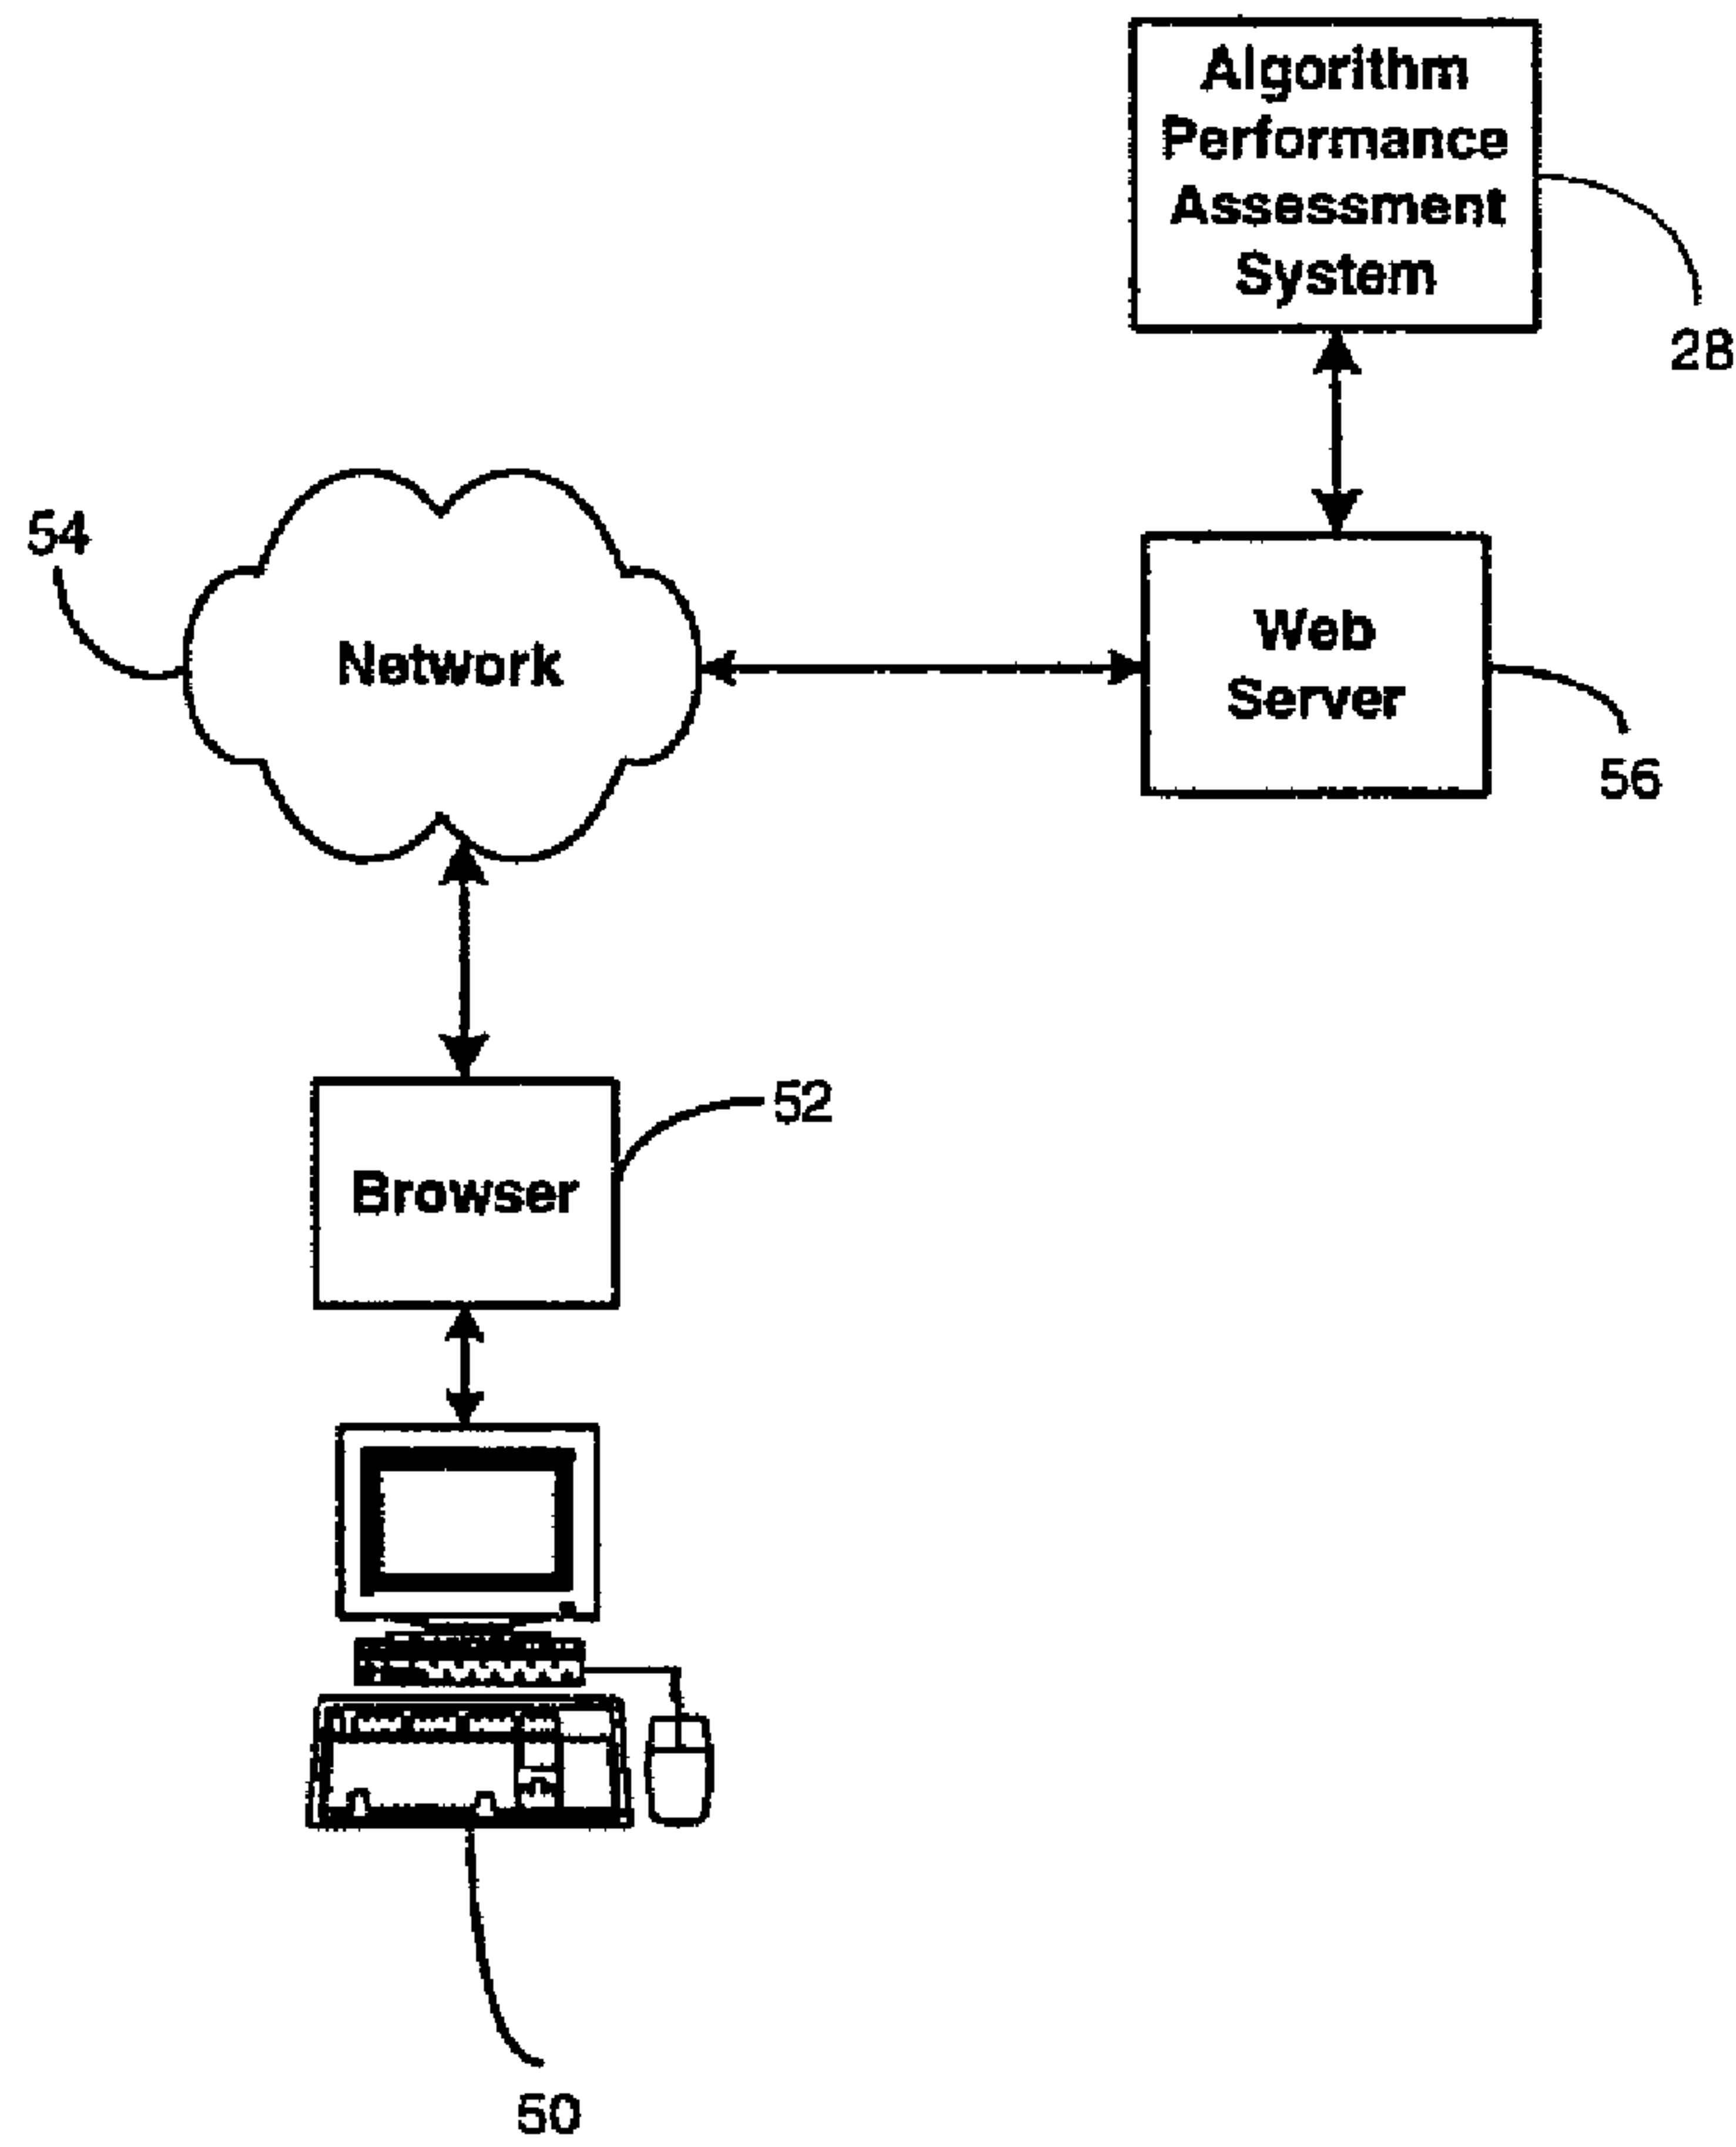 Algorithm
Performance
Assessment
System
28
54
Network
Web
Server
56
52
Browser
50